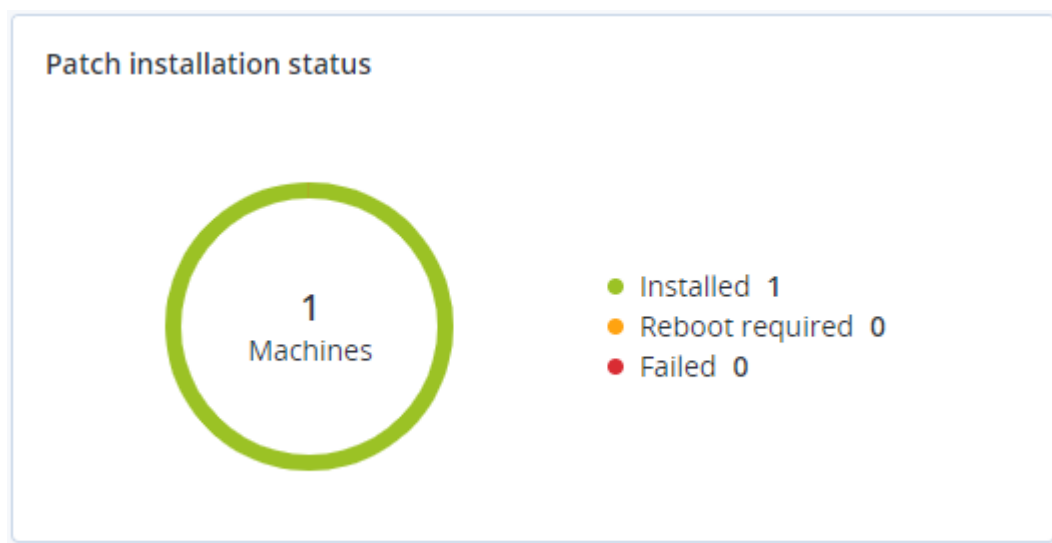 Patch installation status
1
Machines
Installed 1
Reboot required 0
Failed 0